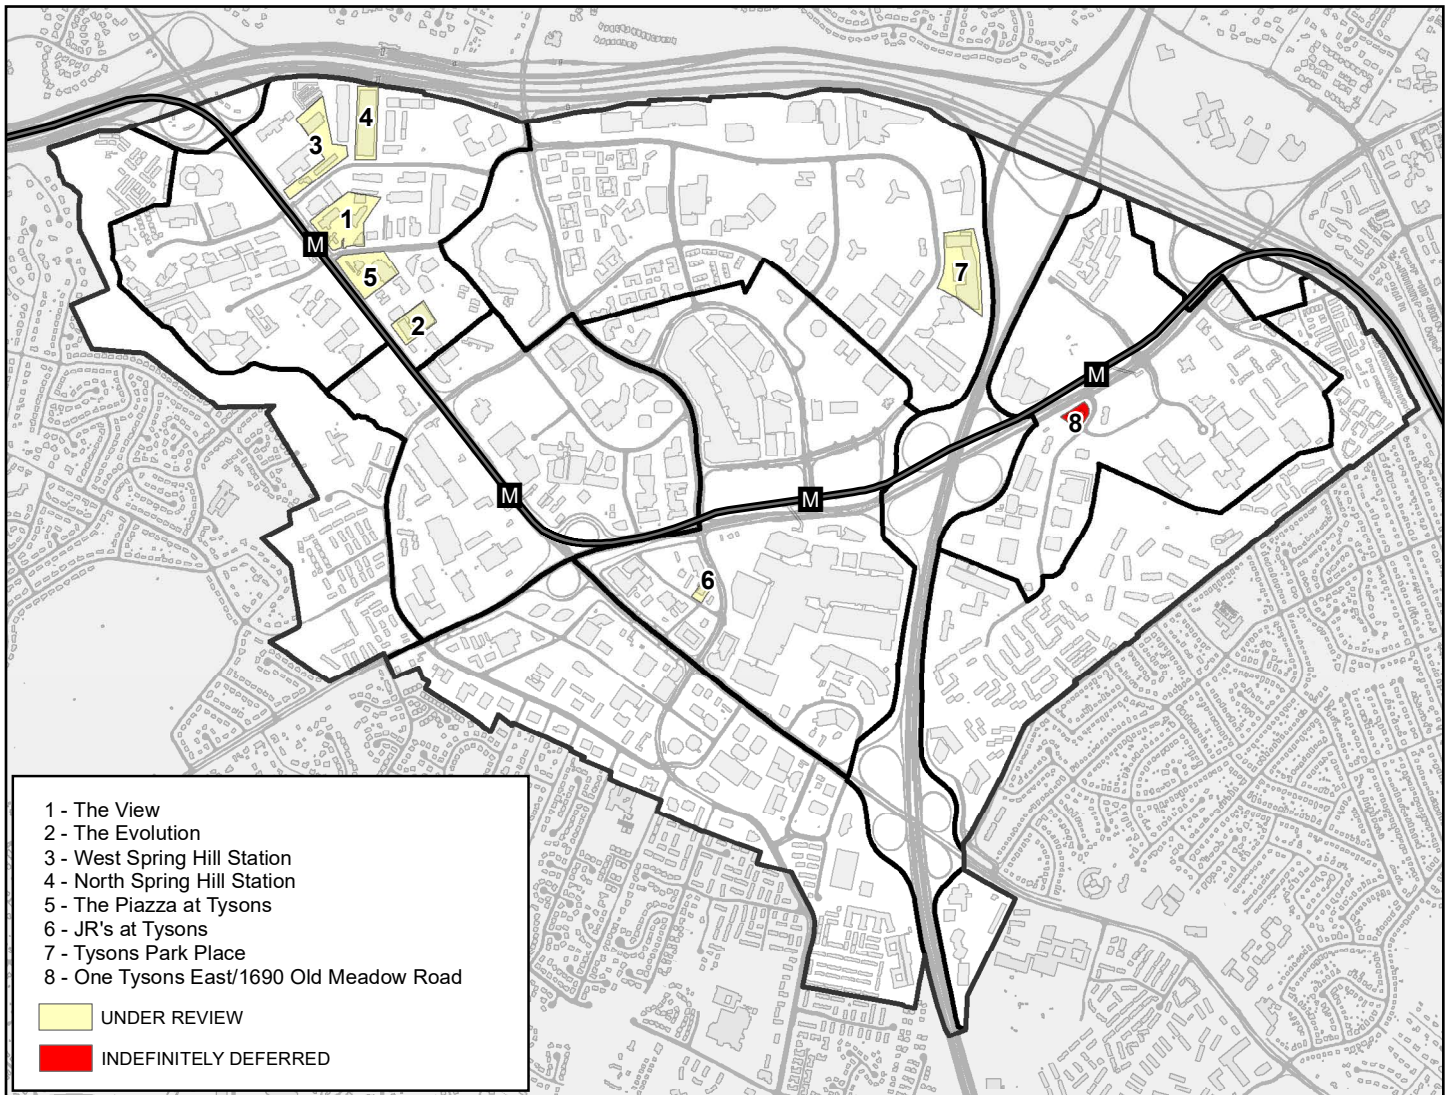 4
3
1
M
5
7
2
M
8
M
M
6
1 - The View
2 - The Evolution
3 - West Spring Hill Station
4 - North Spring Hill Station
5 - The Piazza at Tysons
6 - JR's at Tysons
7 - Tysons Park Place
8 - One Tysons East/1690 Old Meadow Road
UNDER REVIEW
INDEFINITELY DEFERRED